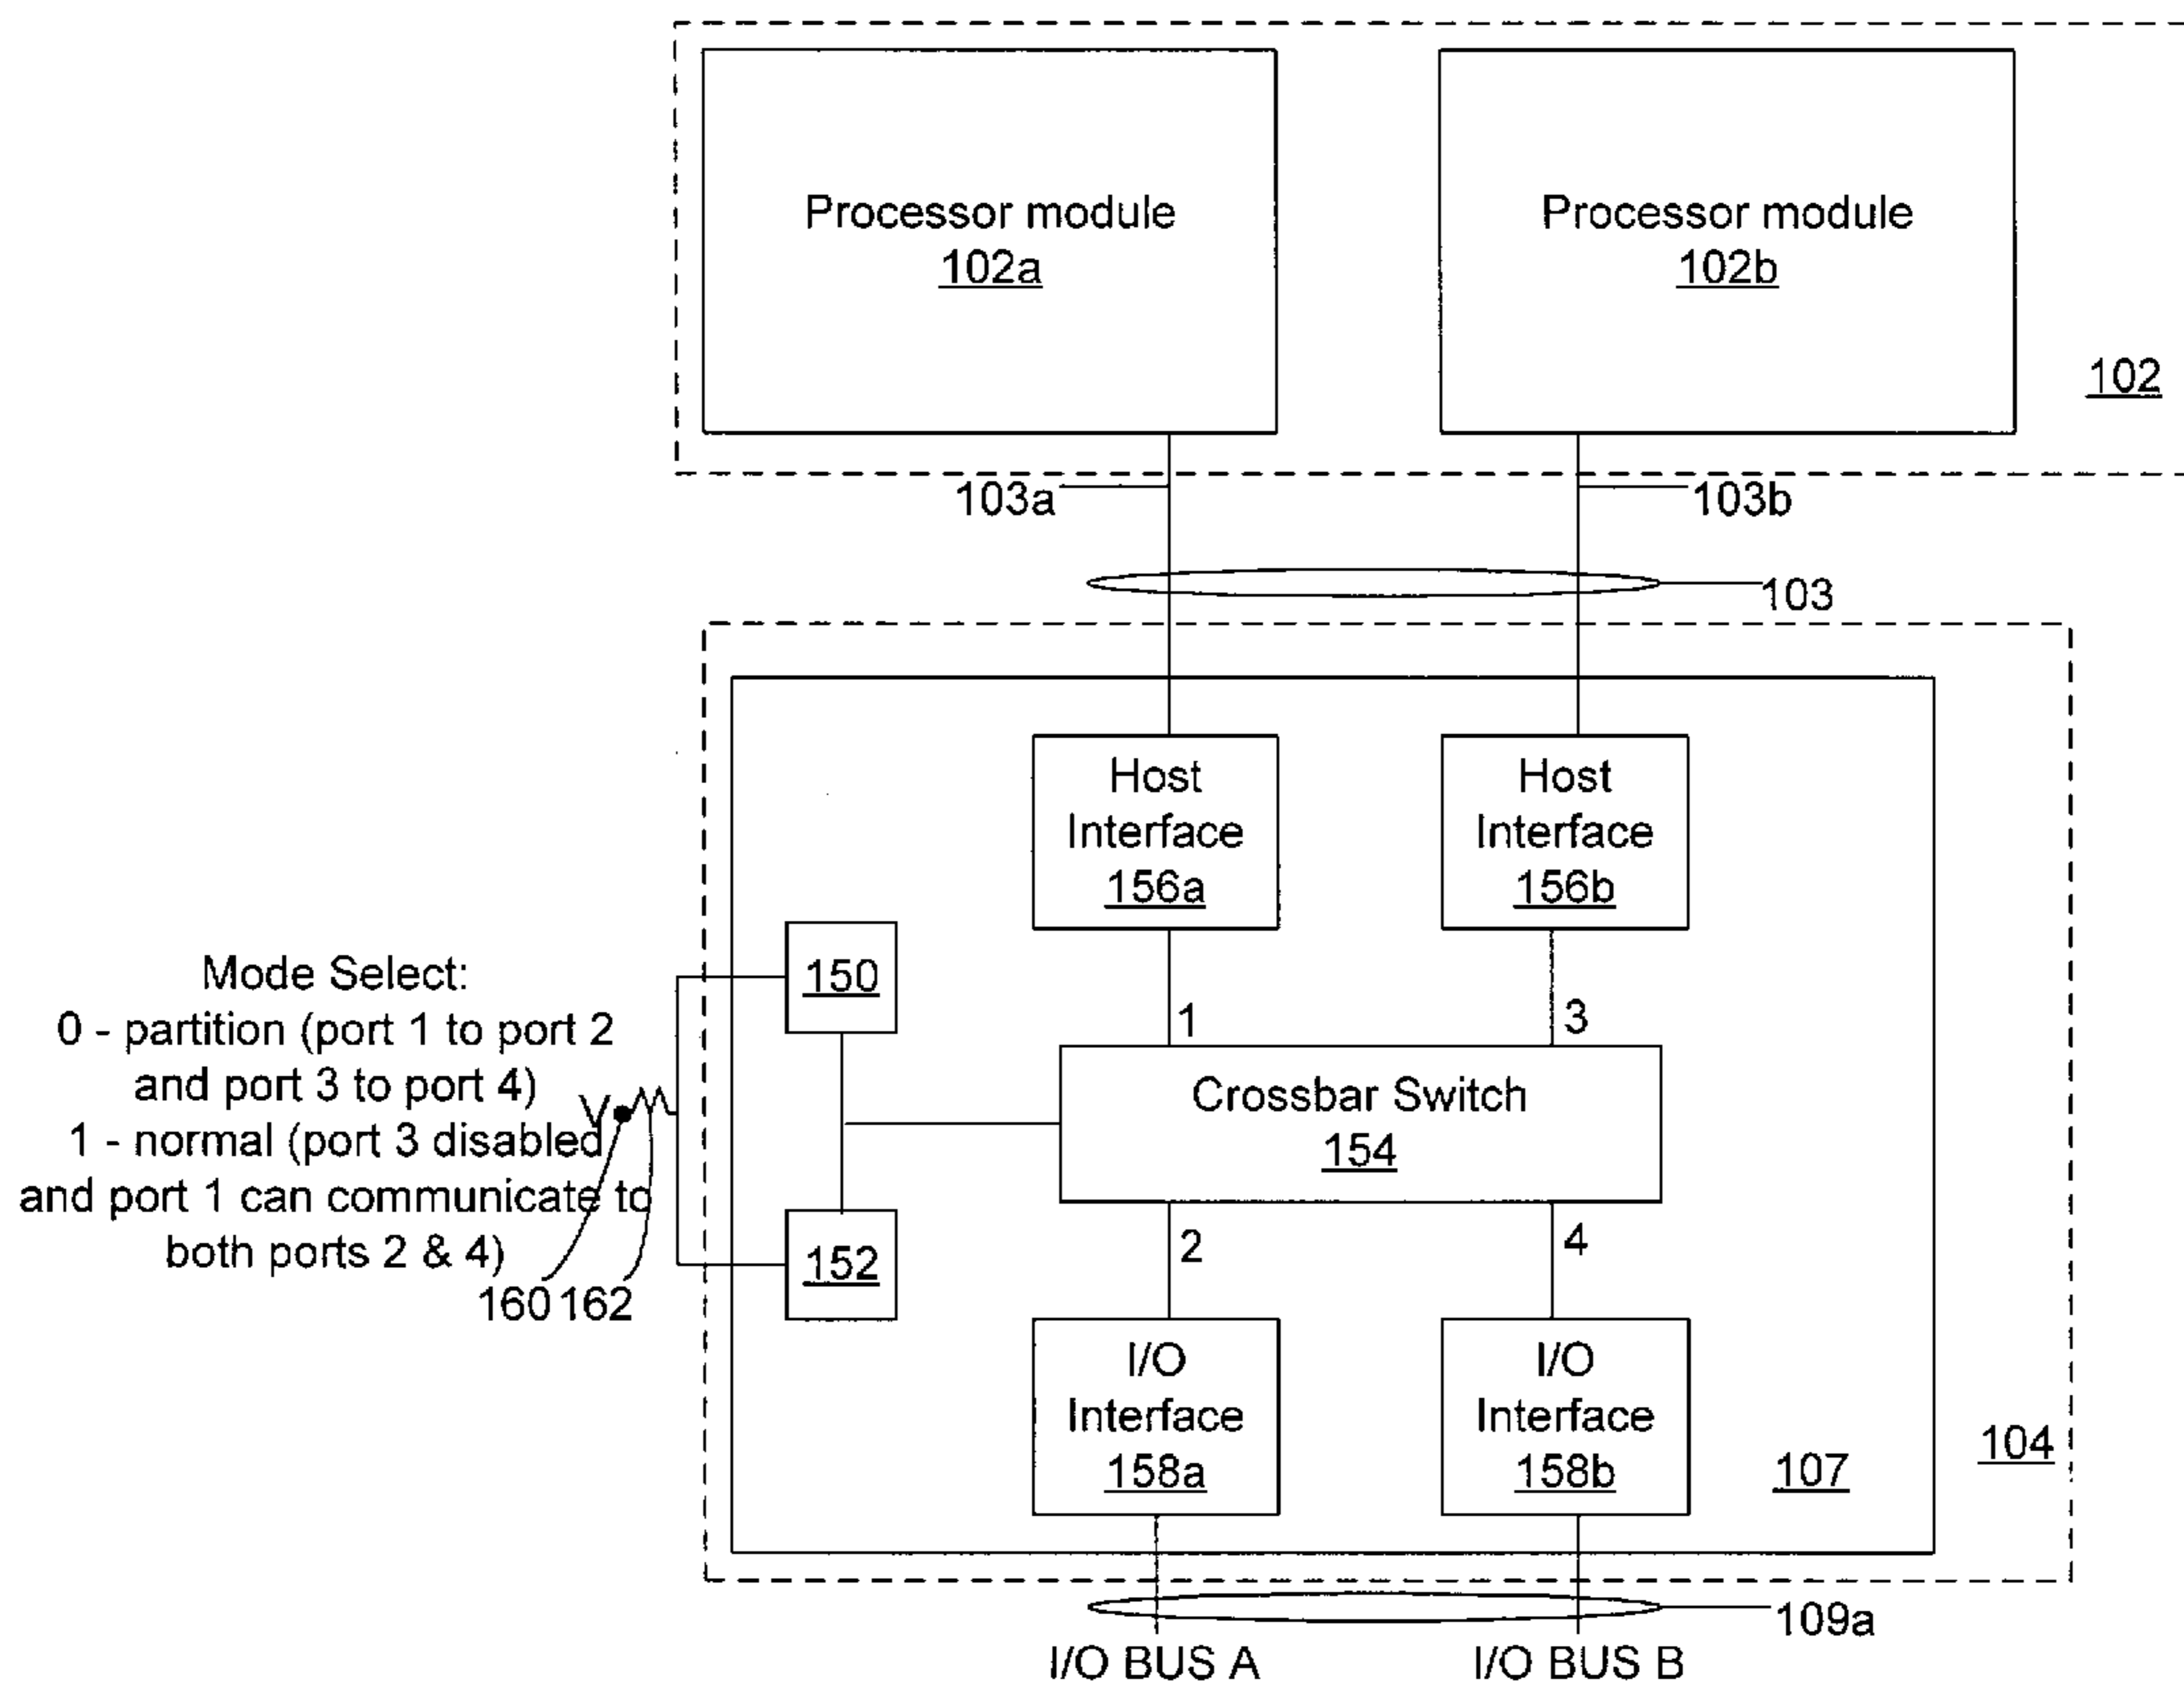 Processor module
102a
Processor module
102b
102
103a
103b
103
Host
Interface
156a
Host
Interface
156b
150
1
3
Mode Select:
0 - partition (port 1 to port 2
and port 3 to port 4)
1 - normal (port 3 disabled
and port 1 can communicate to
both ports 2 & 4)
V
160
162
Crossbar Switch
154
152
2
4
I/O
Interface
158a
I/O
Interface
158b
107
104
109a
I/O BUS A
I/O BUS B